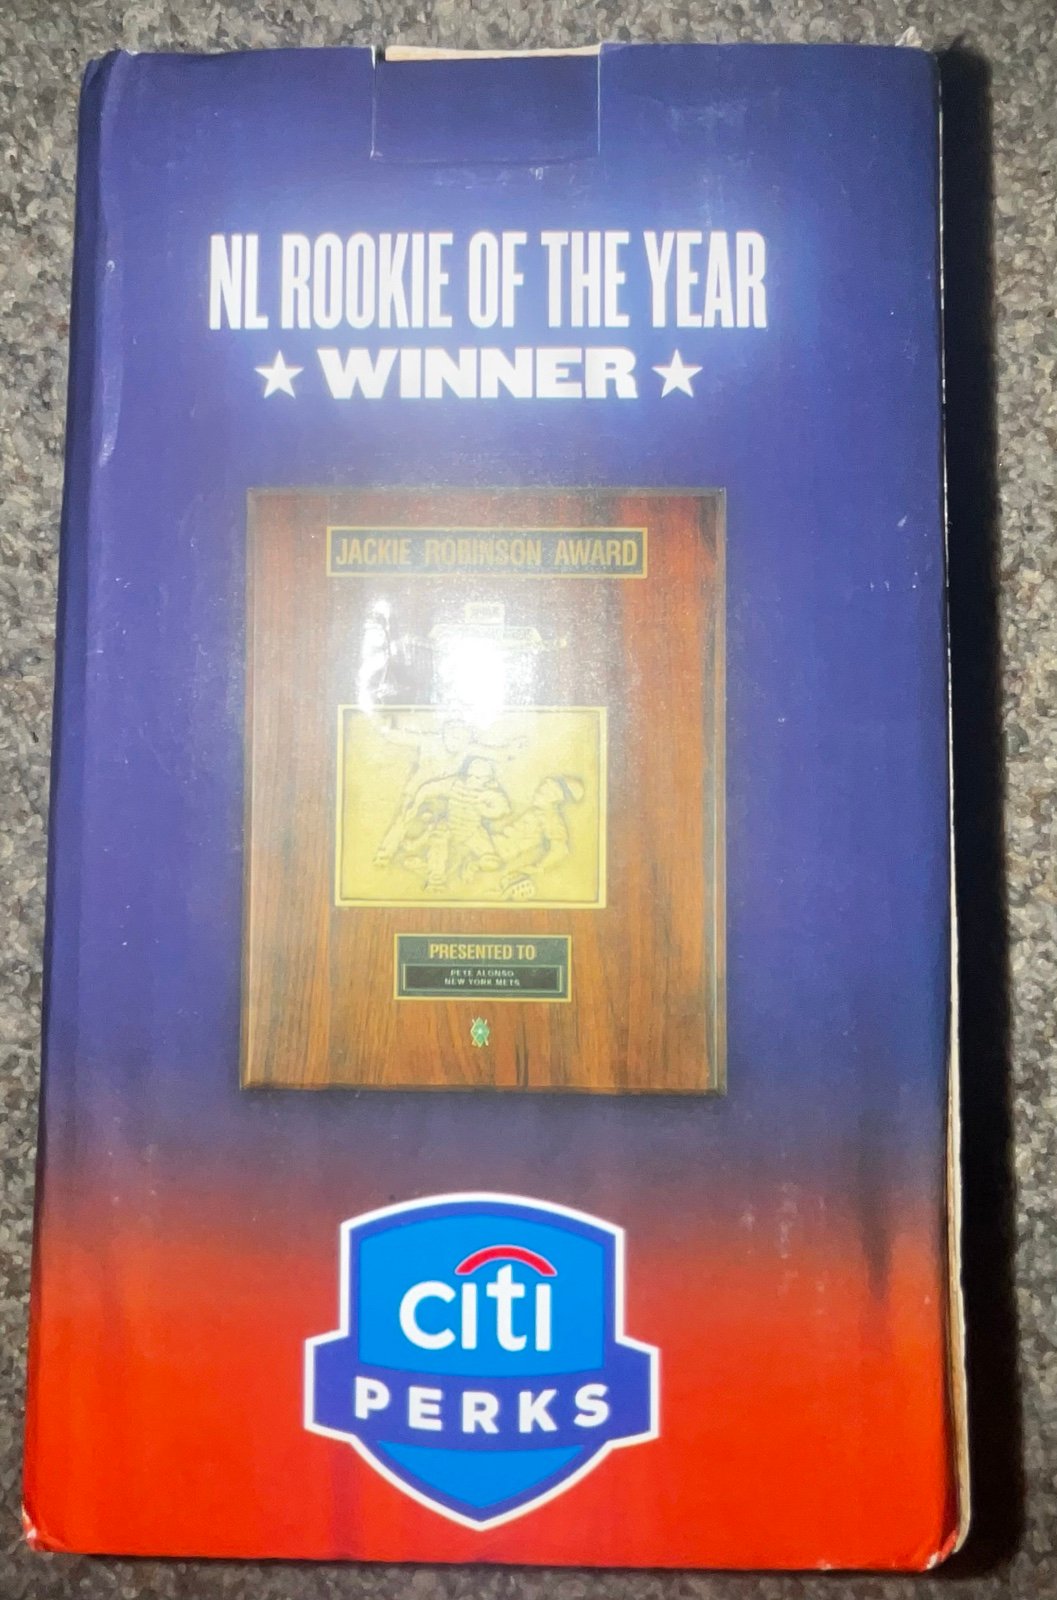 NL ROOKIE OF THE YEAR
WINNER
JACKIE ROBINSON AWARD
PRESENTED TO
PETE ALONSO
NEW YORK METS
citi
PERKS